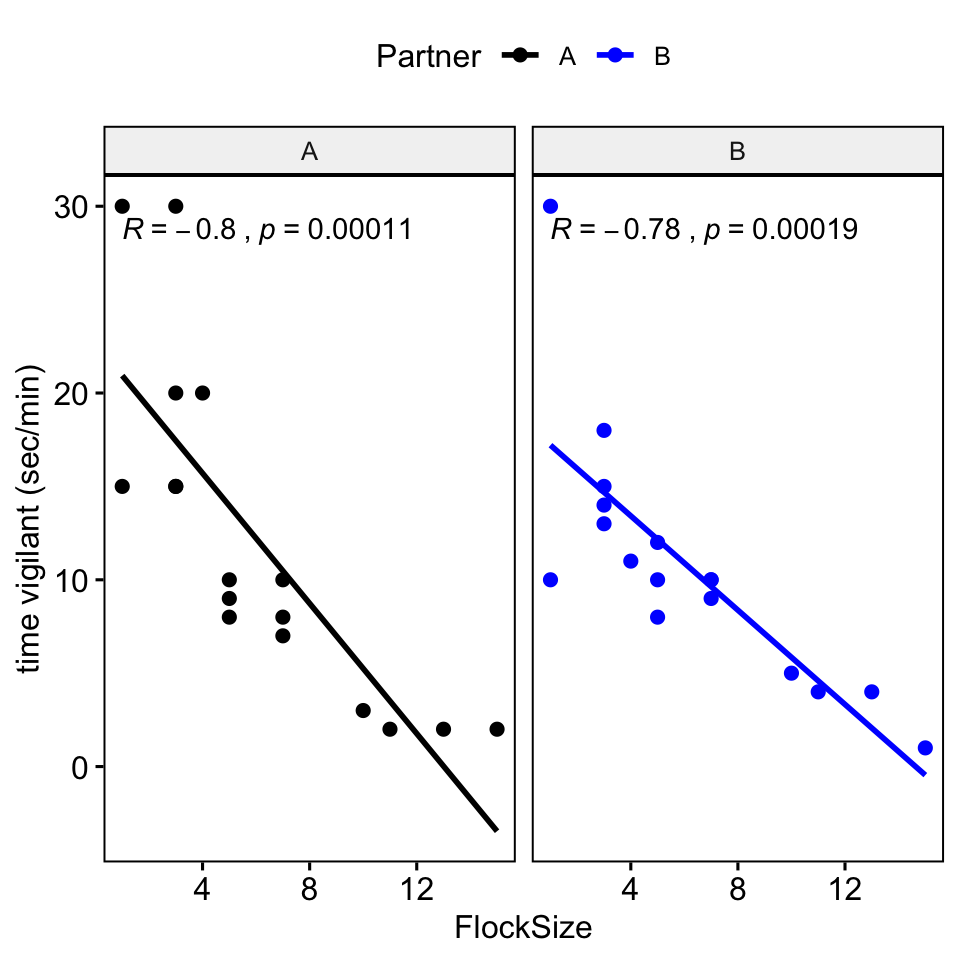 Partner A B
A B
30
R = −0.8 , p = 0.00011 R = −0.78 , p = 0.00019
20
10
0
time vigilant (sec/min)
4 8 12 4 8 12
FlockSize